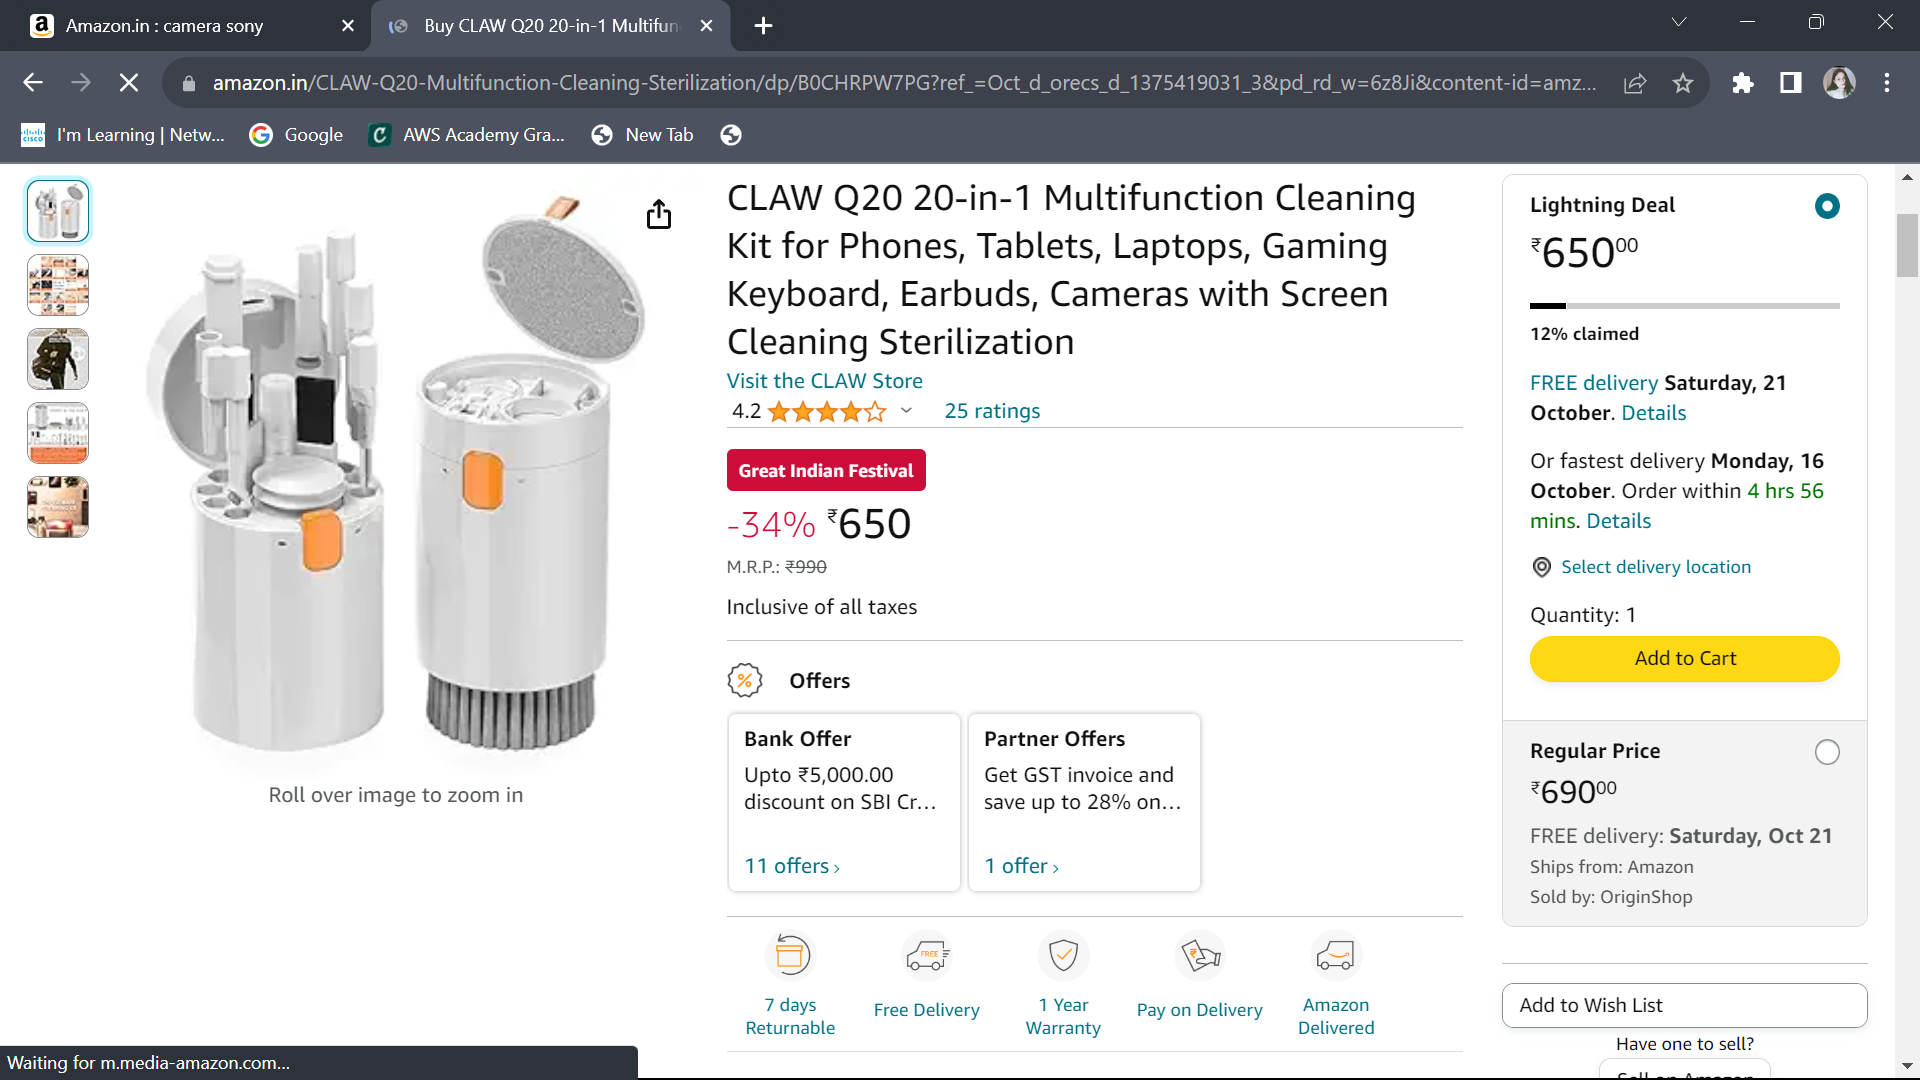 Amazon.in : camera sony
Buy CLAW Q20 20-in-1 Multifun
amazon.in/CLAW-Q20-Multifunction-Cleaning-Sterilization/dp/B0CHRPW7PG?ref_=Oct_d_orecs_d_1375419031_3&pd_rd_w=6z8Ji&content-id=amz...
I'm Learning | Netw...
Google
AWS Academy Gra...
New Tab
Roll over image to zoom in
CLAW Q20 20-in-1 Multifunction Cleaning
Kit for Phones, Tablets, Laptops, Gaming
Keyboard, Earbuds, Cameras with Screen
Cleaning Sterilization
Visit the CLAW Store
4.2
25 ratings
Great Indian Festival
-34% ₹650
M.R.P.: ₹990
Inclusive of all taxes
Offers
Bank Offer
Upto ₹5,000.00
discount on SBI Cr...
11 offers ›
Partner Offers
Get GST invoice and
save up to 28% on...
1 offer ›
7 days
Returnable
FREE
Free Delivery
1 Year
Warranty
Pay on Delivery
Amazon
Delivered
Lightning Deal
₹65000
12% claimed
FREE delivery Saturday, 21
October. Details
Or fastest delivery Monday, 16
October. Order within 4 hrs 56
mins. Details
Select delivery location
Quantity: 1
Add to Cart
Regular Price
₹69000
FREE delivery: Saturday, Oct 21
Ships from: Amazon
Sold by: OriginShop
Add to Wish List
Have one to sell?
Sell on Amazon
Waiting for m.media-amazon.com...